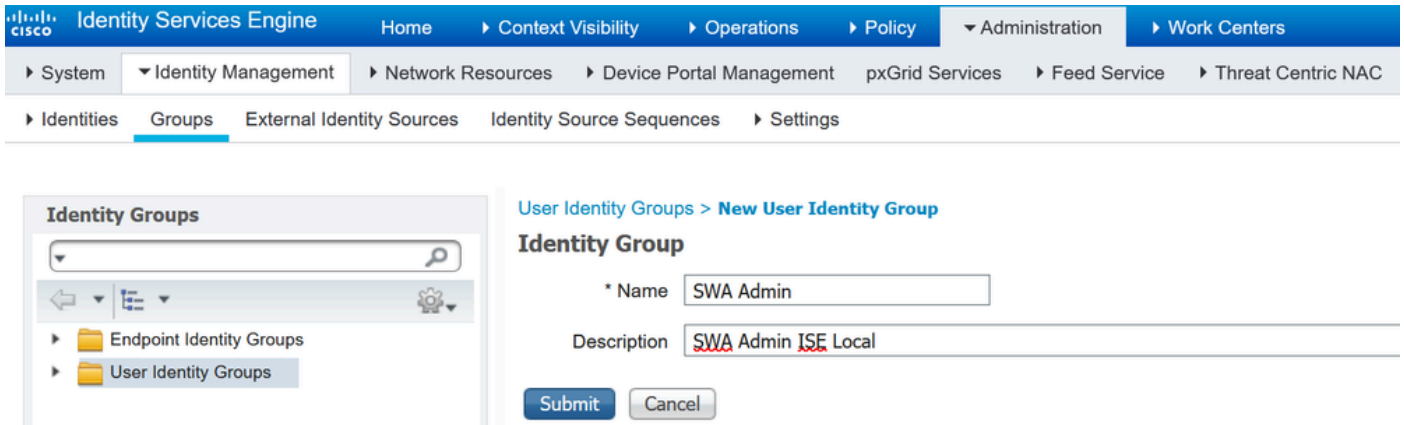 cisco Identity Services Engine Home Context Visibility Operations Policy Administration Work Centers
System Identity Management Network Resources Device Portal Management pxGrid Services Feed Service Threat Centric NAC
Identities Groups External Identity Sources Identity Source Sequences Settings
Identity Groups
Endpoint Identity Groups
User Identity Groups
User Identity Groups > New User Identity Group
Identity Group
* Name SWA Admin
Description SWA Admin ISE Local
Submit Cancel